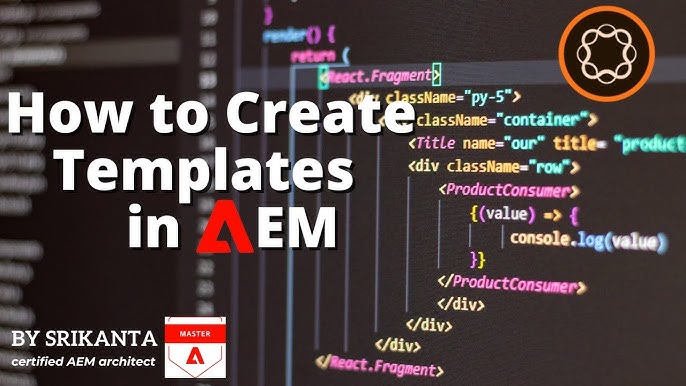 }
render() {
return (
<React.Fragment>
<div className="py-5">
className="container">
<Title name="our" title= "product
<div className="row">
<ProductConsumer>
{(value) => {
console.log(value)
}}
</ProductConsumer>
</div>
</div>
</div>
</React.Fragment>
How to Create
Templates
in AEM
BY SRIKANTA
certified AEM architect
MASTER